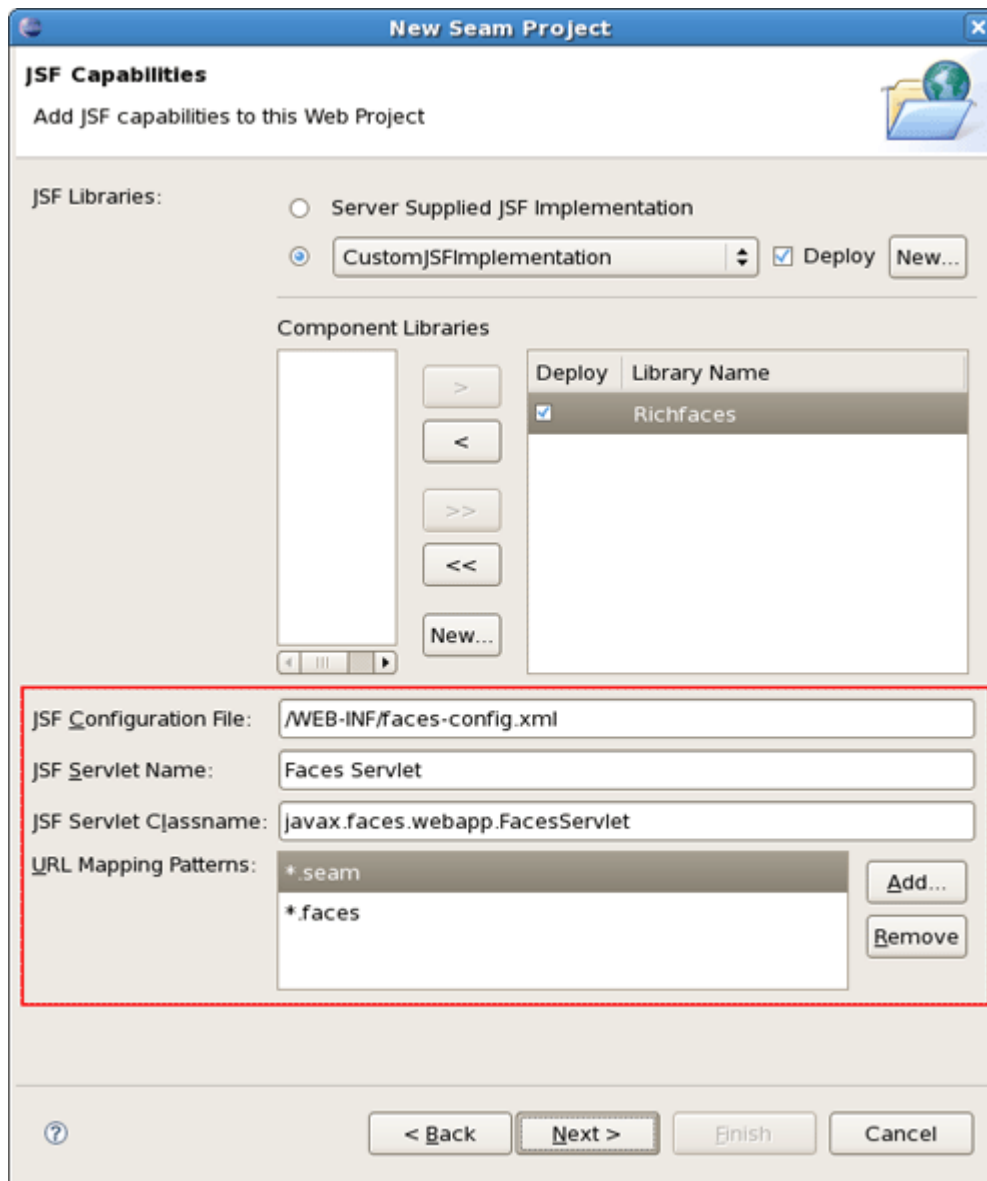 New Seam Project
JSF Capabilities
Add JSF capabilities to this Web Project
JSF Libraries:
Server Supplied JSF Implementation
CustomJSFImplementation
Deploy
New...
Component Libraries
>
<
>>
<<
New...
Deploy
Library Name
Richfaces
JSF Configuration File:
/WEB-INF/faces-config.xml
JSF Servlet Name:
Faces Servlet
JSF Servlet Classname:
javax.faces.webapp.FacesServlet
URL Mapping Patterns:
*.seam
*.faces
Add...
Remove
?
< Back
Next >
Finish
Cancel